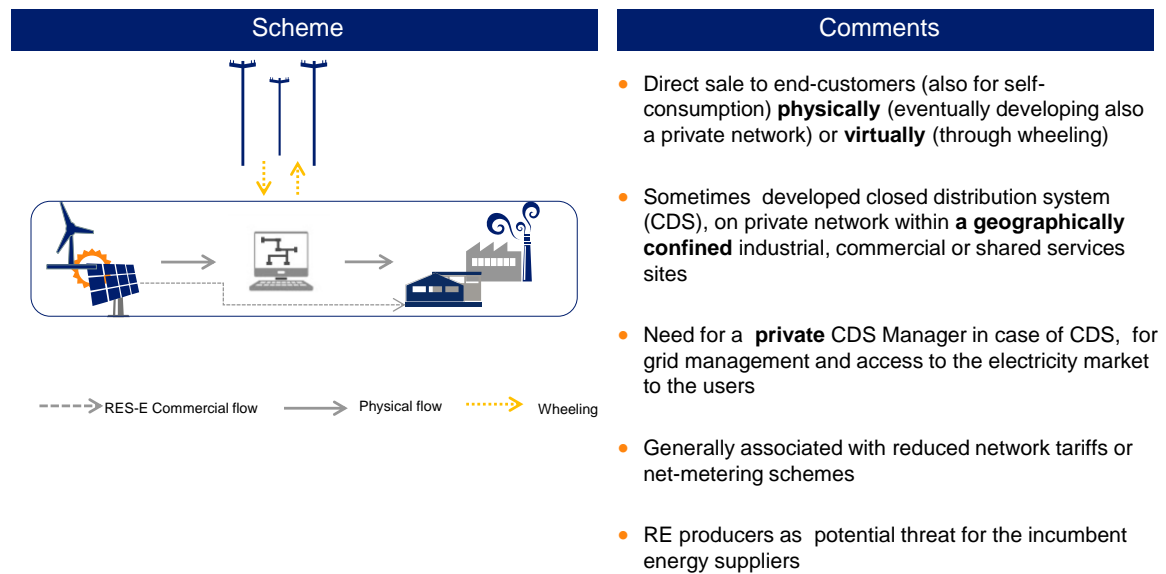 Scheme
RES-E Commercial flow
Physical flow
Wheeling
Comments
• Direct sale to end-customers (also for self-
consumption) physically (eventually developing also
a private network) or virtually (through wheeling)
• Sometimes developed closed distribution system
(CDS), on private network within a geographically
confined industrial, commercial or shared services
sites
• Need for a private CDS Manager in case of CDS, for
grid management and access to the electricity market
to the users
• Generally associated with reduced network tariffs or
net-metering schemes
• RE producers as potential threat for the incumbent
energy suppliers